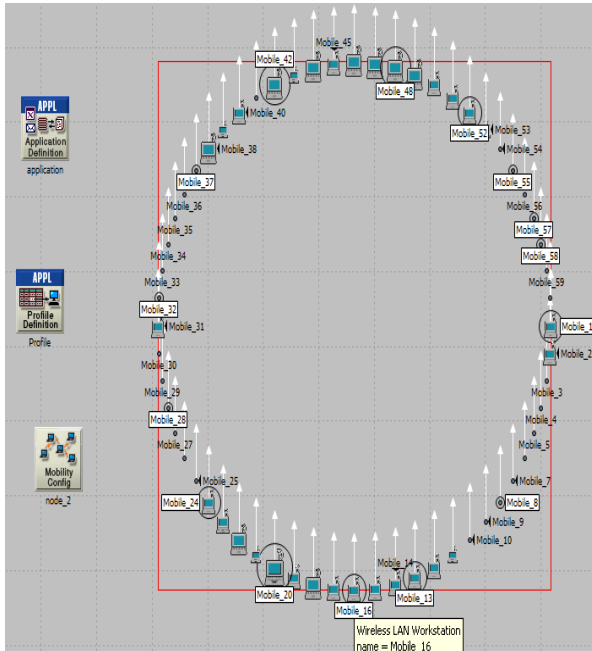 Mobile_45
Mobile_42
Mobile_48
APPL
Application
Definition
application
Mobile_40
Mobile_52
Mobile_53
Mobile_38
Mobile_54
Mobile_37
Mobile_55
Mobile_36
Mobile_56
Mobile_35
Mobile_57
Mobile_34
Mobile_58
APPL
Profile
Definition
Profile
Mobile_33
Mobile_59
Mobile_32
Mobile_31
Mobile_1
Mobile_2
Mobile_30
Mobile_29
Mobile_3
Mobile_28
Mobile_4
Mobility
Config
node_2
Mobile_27
Mobile_5
Mobile_25
Mobile_7
Mobile_24
Mobile_8
Mobile_9
Mobile_10
Mobile_14
Mobile_20
Mobile_16
Mobile_13
Wireless LAN Workstation
name = Mobile_16